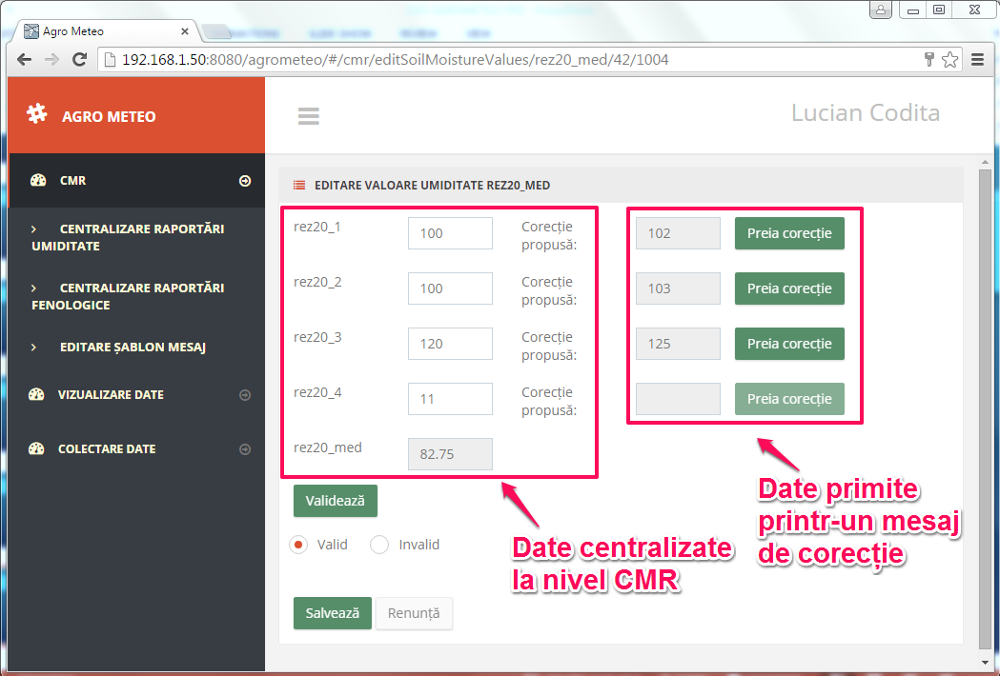 Agro Meteo
192.168.1.50:8080/agrometeo/#/cmr/editSoilMoistureValues/rez20_med/42/1004
AGRO METEO
Lucian Codita
CMR
CENTRALIZARE RAPORTĂRI
UMIDITATE
CENTRALIZARE RAPORTĂRI
FENOLOGICE
EDITARE ȘABLON MESAJ
VIZUALIZARE DATE
COLECTARE DATE
EDITARE VALOARE UMIDITATE REZ20_MED
rez20_1 100 Corecție 102 Preia corecție
propusă:
rez20_2 100 Corecție 103 Preia corecție
propusă:
rez20_3 120 Corecție 125 Preia corecție
propusă:
rez20_4 11 Corecție Preia corecție
propusă:
rez20_med 82.75
Validează
Valid Invalid
Salvează Renunță
Date centralizate
la nivel CMR
Date primite
printr-un mesaj
de corecție